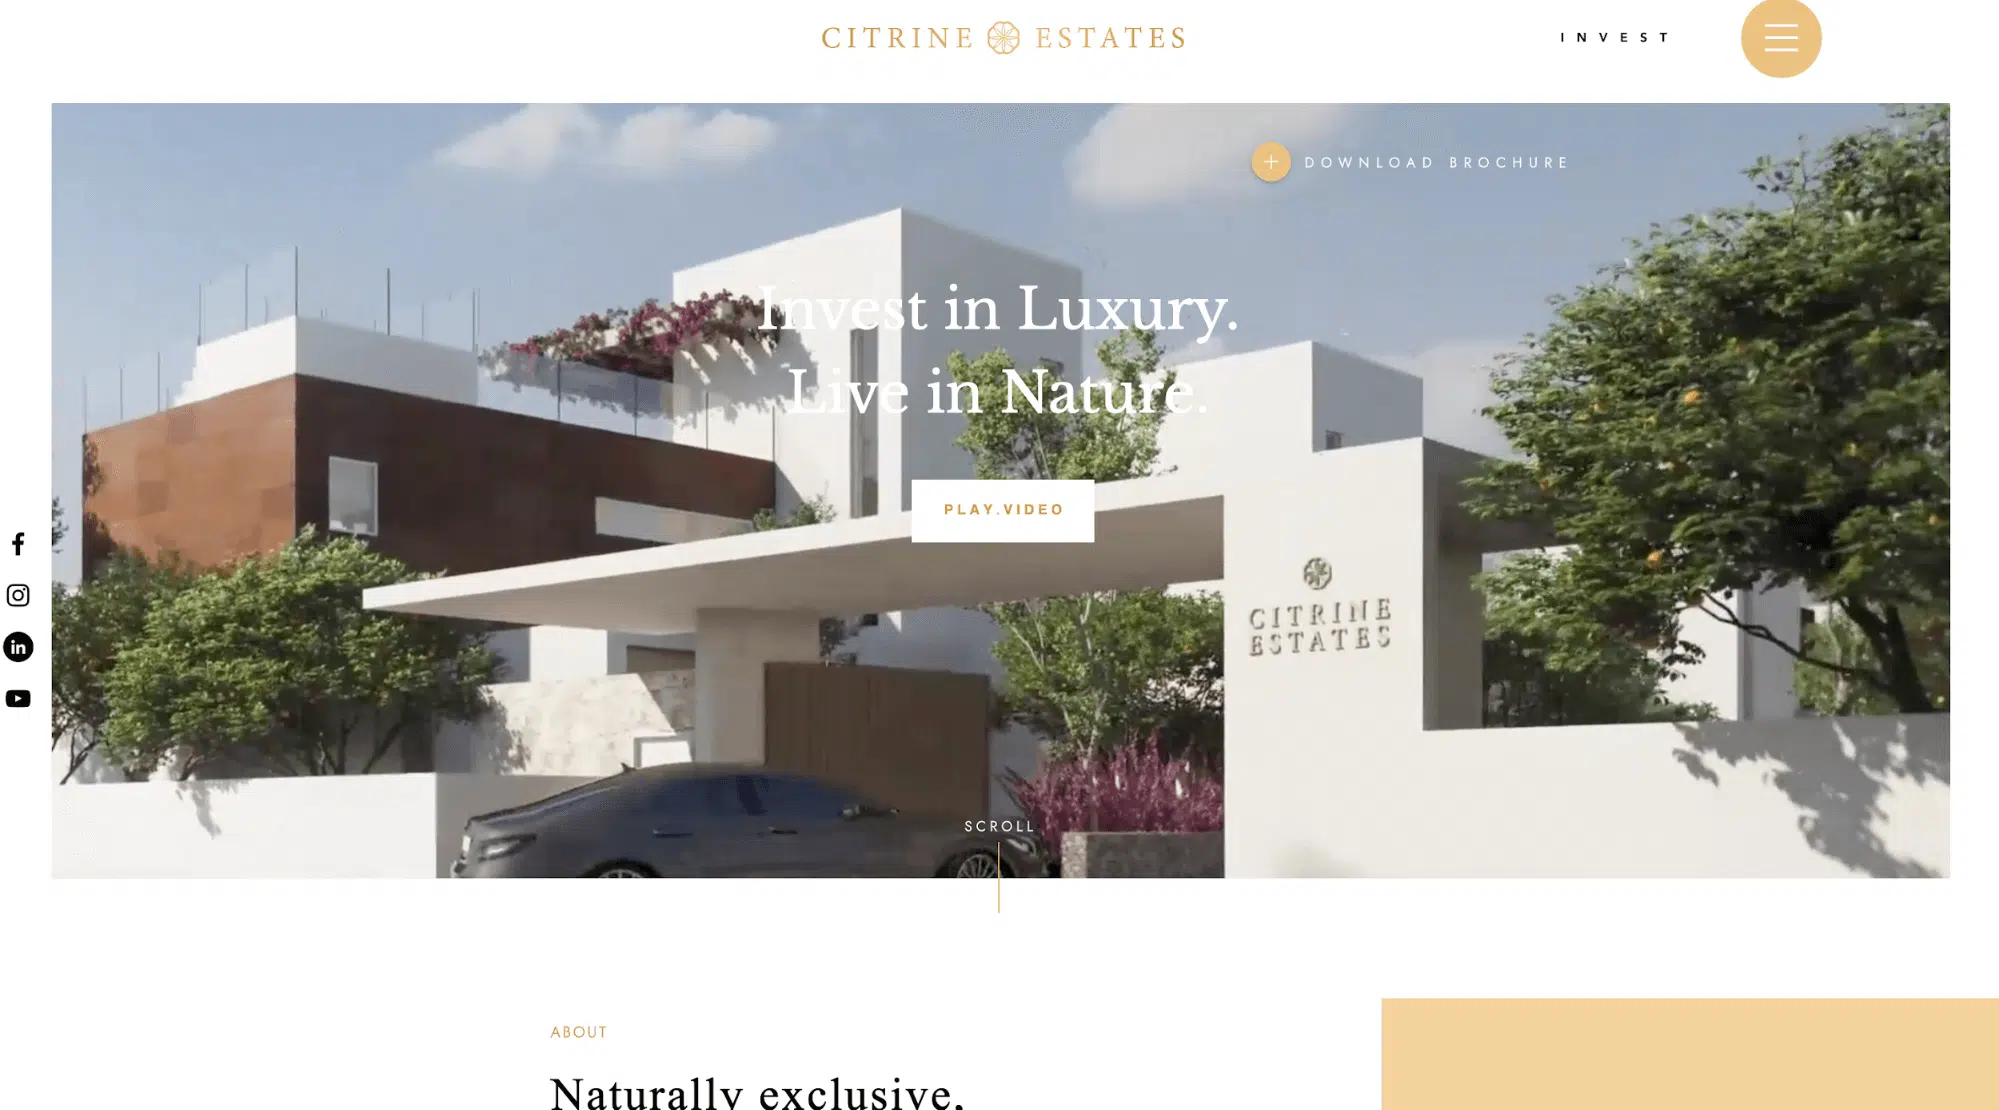 CITRINE ESTATES
INVEST
DOWNLOAD BROCHURE
Invest in Luxury.
Live in Nature.
PLAY.VIDEO
CITRINE
ESTATES
SCROLL
in
ABOUT
Naturally exclusive,